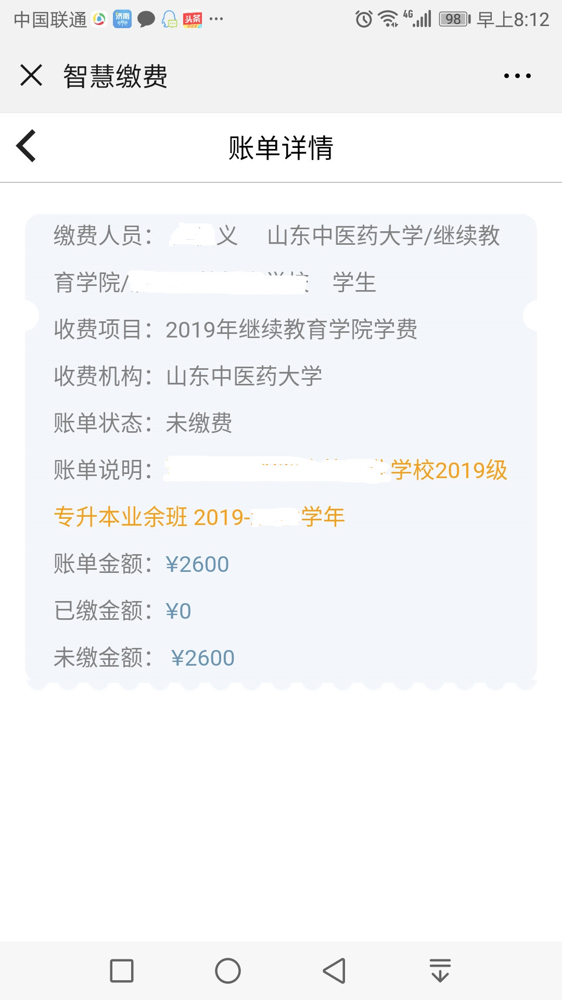 中国联通 济南 头条 ··· 4G 98 早上8:12
智慧缴费
账单详情
缴费人员： 义 山东中医药大学/继续教
育学院/ 学校 学生
收费项目：2019年继续教育学院学费
收费机构：山东中医药大学
账单状态：未缴费
账单说明： 学校2019级
专升本业余班 2019- 学年
账单金额：¥2600
已缴金额：¥0
未缴金额： ¥2600